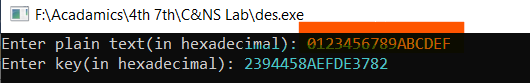 F:\Acadamics\4th 7th\C&NS Lab\des.exe
Enter plain text(in hexadecimal): 0123456789ABCDEF
Enter key(in hexadecimal): 2394458AEFDE3782